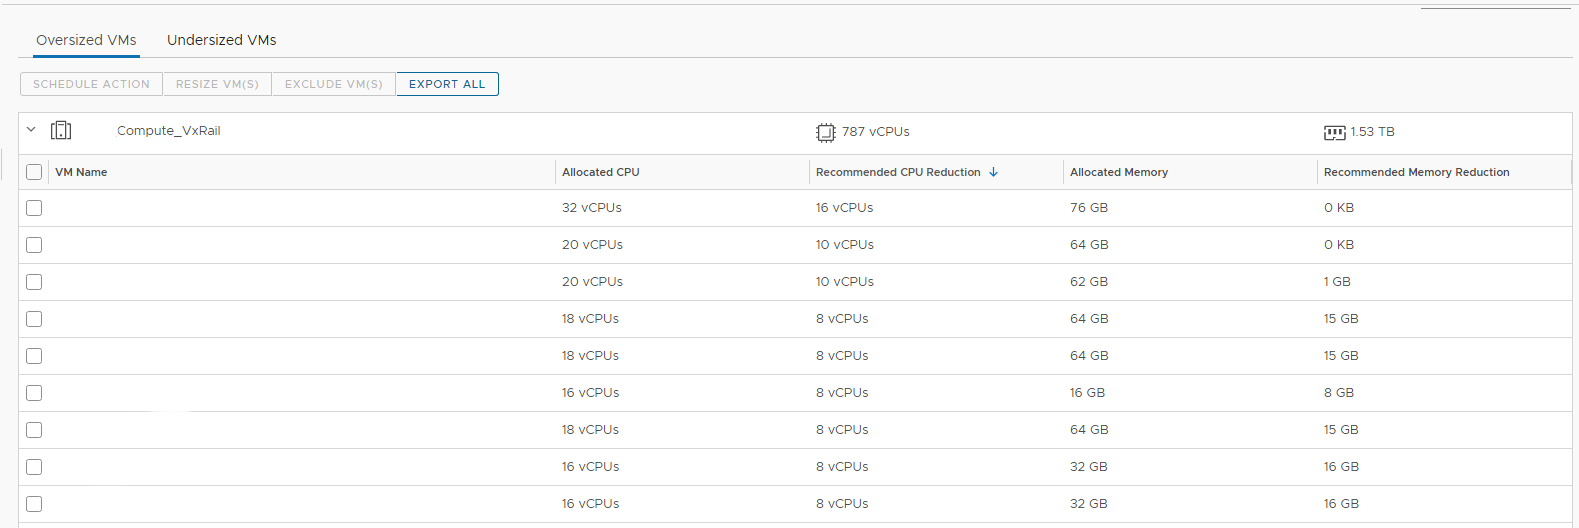 Oversized VMs Undersized VMs
SCHEDULE ACTION RESIZE VM(S) EXCLUDE VM(S) EXPORT ALL
Compute_VxRail 787 vCPUs 1.53 TB
VM Name Allocated CPU Recommended CPU Reduction Allocated Memory Recommended Memory Reduction
32 vCPUs 16 vCPUs 76 GB 0 KB
20 vCPUs 10 vCPUs 64 GB 0 KB
20 vCPUs 10 vCPUs 62 GB 1 GB
18 vCPUs 8 vCPUs 64 GB 15 GB
18 vCPUs 8 vCPUs 64 GB 15 GB
16 vCPUs 8 vCPUs 16 GB 8 GB
18 vCPUs 8 vCPUs 64 GB 15 GB
16 vCPUs 8 vCPUs 32 GB 16 GB
16 vCPUs 8 vCPUs 32 GB 16 GB